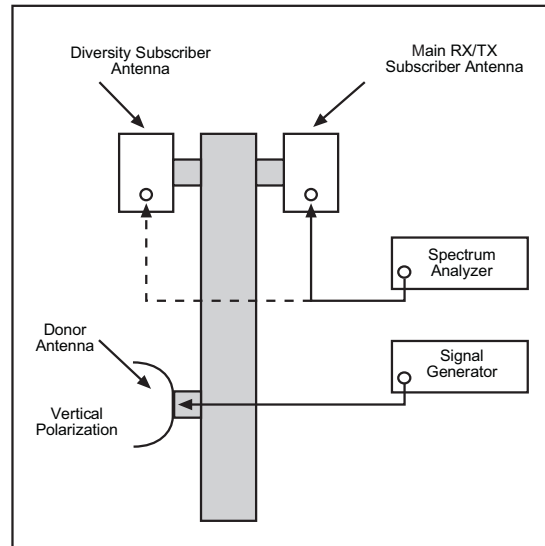 Diversity Subscriber
Antenna
Main RX/TX
Subscriber Antenna
Spectrum
Analyzer
Donor
Antenna
Signal
Generator
Vertical
Polarization